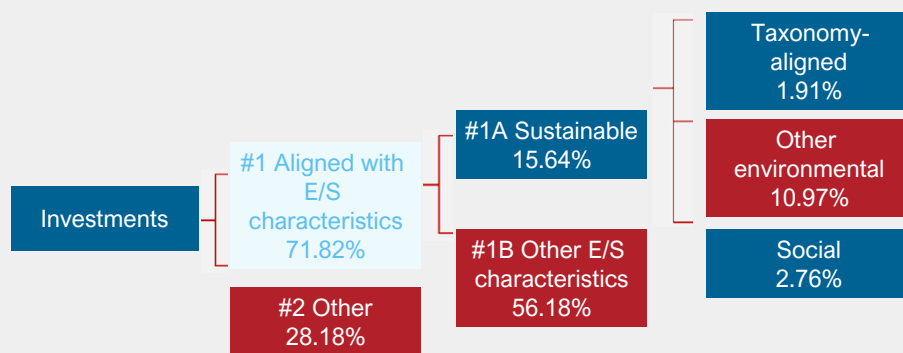 Investments
#1 Aligned with
E/S
characteristics
71.82%
#2 Other
28.18%
#1A Sustainable
15.64%
#1B Other E/S
characteristics
56.18%
Taxonomy-
aligned
1.91%
Other
environmental
10.97%
Social
2.76%